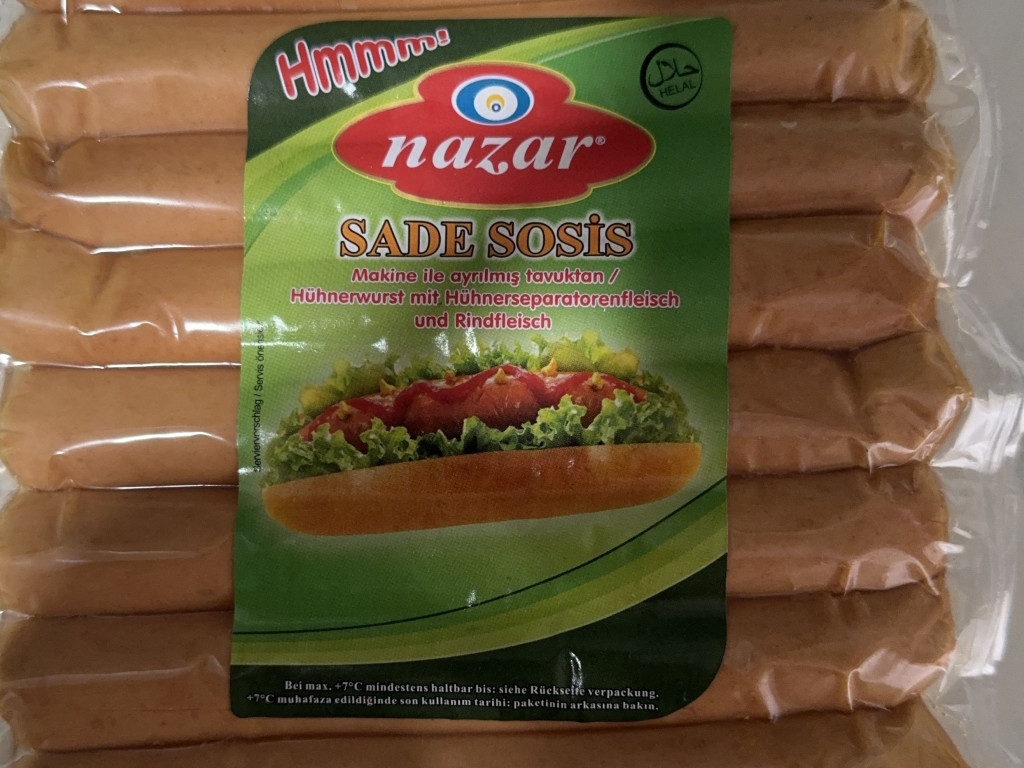 Hmmm!
حلال
HELAL
nazar®
SADE SOSİS
Makine ile ayrılmış tavuktan /
Hühnerwurst mit Hühnerseparatorenfleisch
und Rindfleisch
Serviervorschlag / Servis önerisi
Bei max. +7°C mindestens haltbar bis: siehe Rückseite verpackung.
+7°C muhafaza edildiğinde son kullanım tarihi: paketinin arkasına bakın.